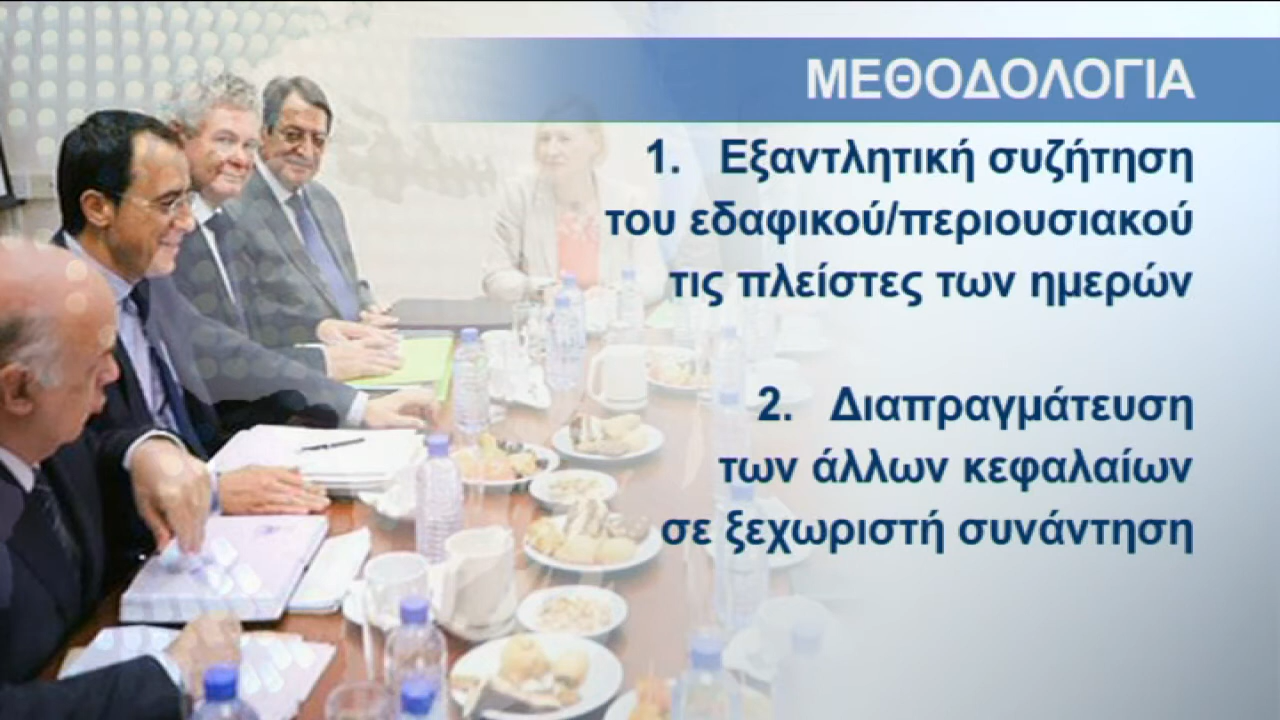 ΜΕΘΟΔΟΛΟΓΙΑ
1. Εξαντλητική συζήτηση
του εδαφικού/περιουσιακού
τις πλείστες των ημερών
2. Διαπραγμάτευση
των άλλων κεφαλαίων
σε ξεχωριστή συνάντηση